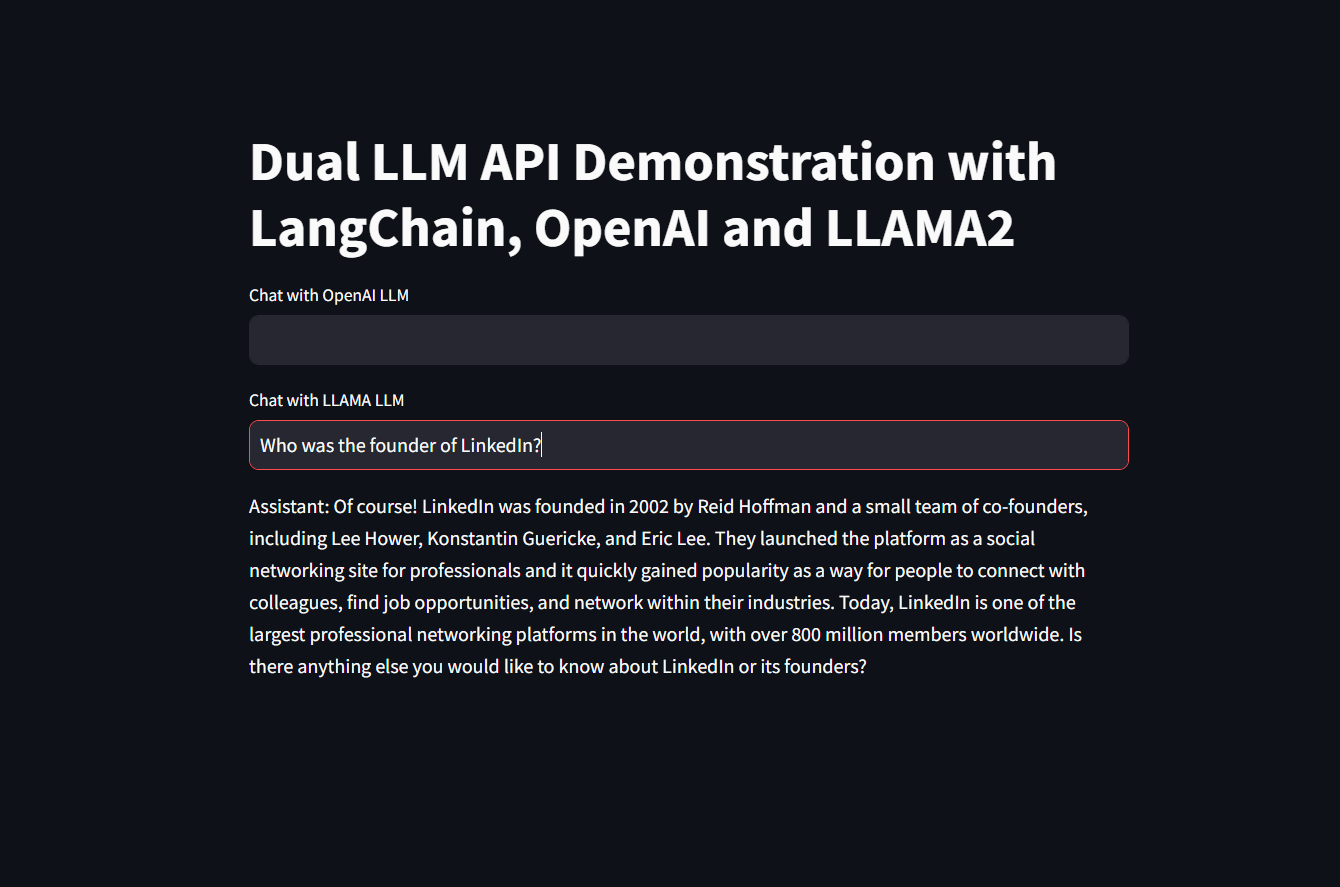 Dual LLM API Demonstration with
LangChain, OpenAI and LLAMA2
Chat with OpenAI LLM
Chat with LLAMA LLM
Who was the founder of LinkedIn?
Assistant: Of course! LinkedIn was founded in 2002 by Reid Hoffman and a small team of co-founders,
including Lee Hower, Konstantin Guericke, and Eric Lee. They launched the platform as a social
networking site for professionals and it quickly gained popularity as a way for people to connect with
colleagues, find job opportunities, and network within their industries. Today, LinkedIn is one of the
largest professional networking platforms in the world, with over 800 million members worldwide. Is
there anything else you would like to know about LinkedIn or its founders?